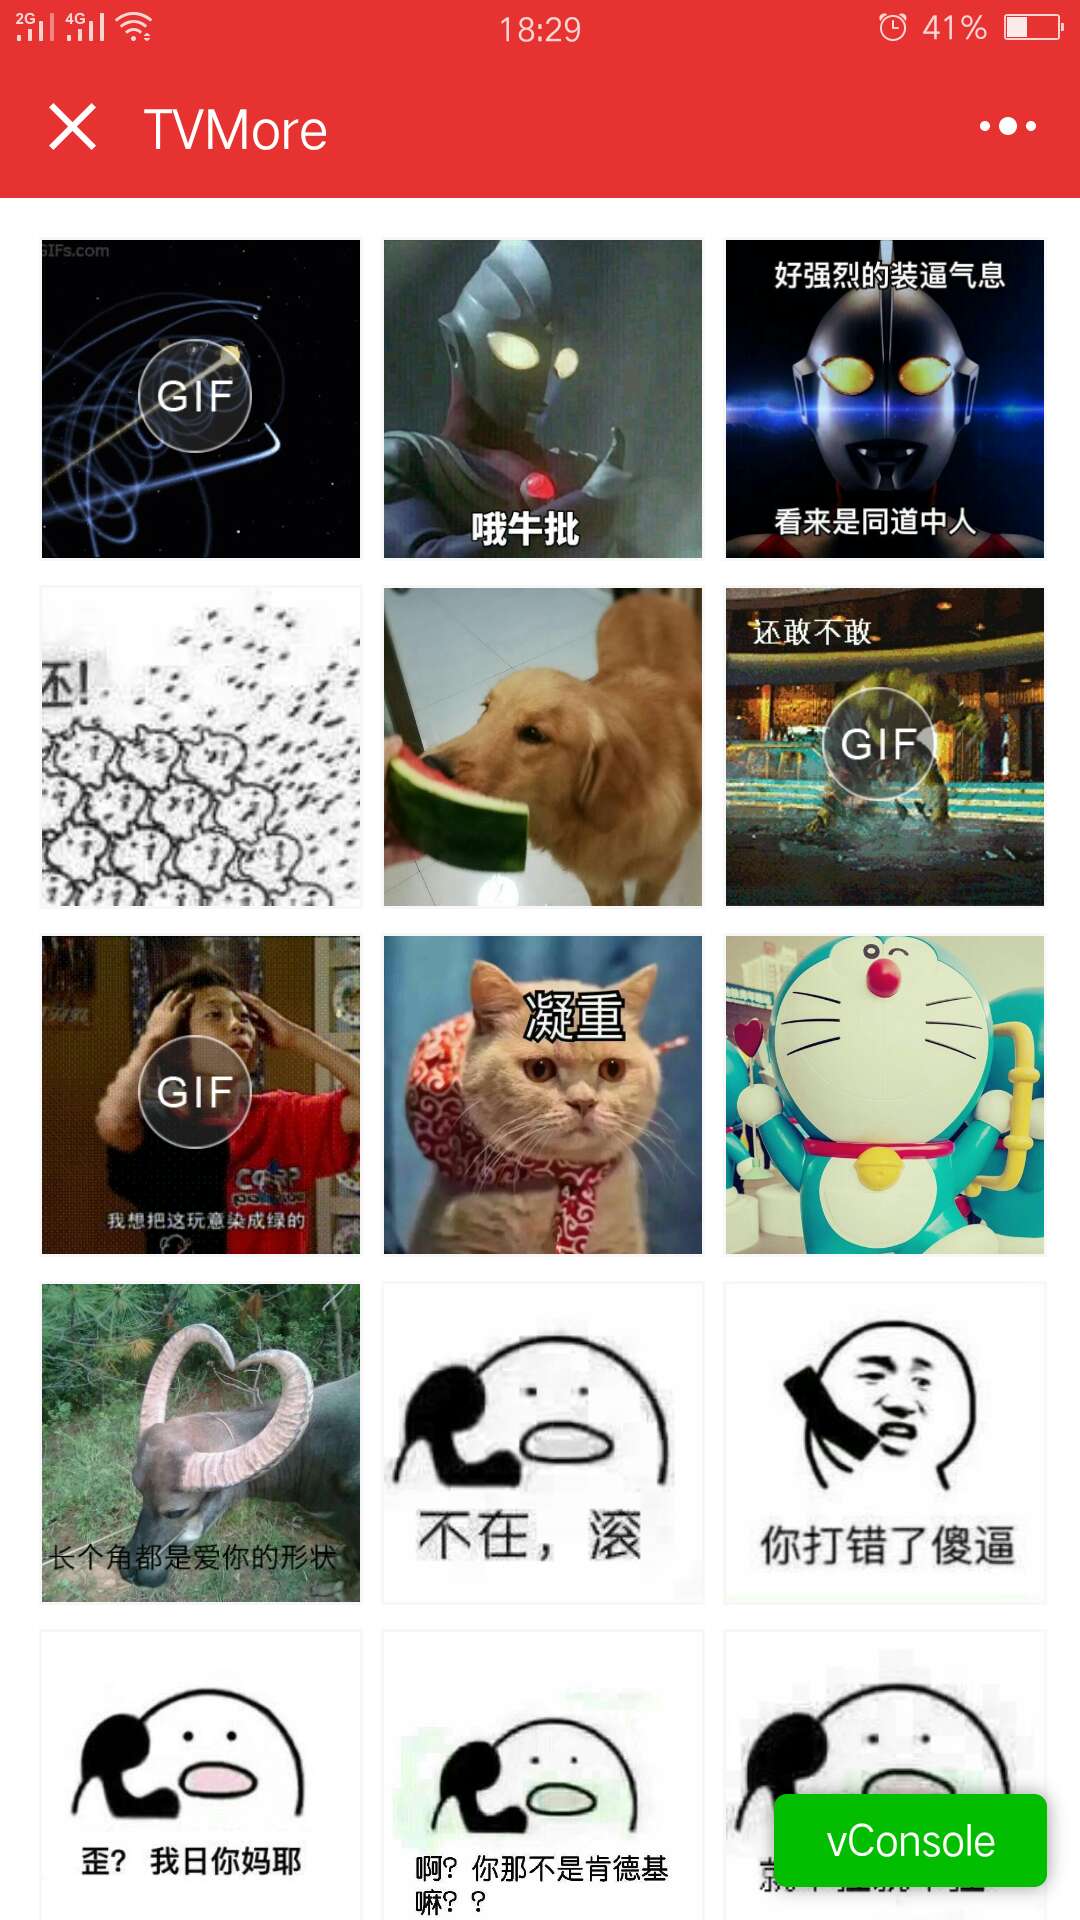 2G 4G 18:29 41%
TVMore
GIFs.com
GIF
哦牛批
好强烈的装逼气息
看来是同道中人
还敢不敢
GIF
GIF
我想把这玩意染成绿的
凝重
长个角都是爱你的形状
不在，滚
你打错了傻逼
歪？ 我日你妈耶
啊？你那不是肯德基
嘛？？
vConsole